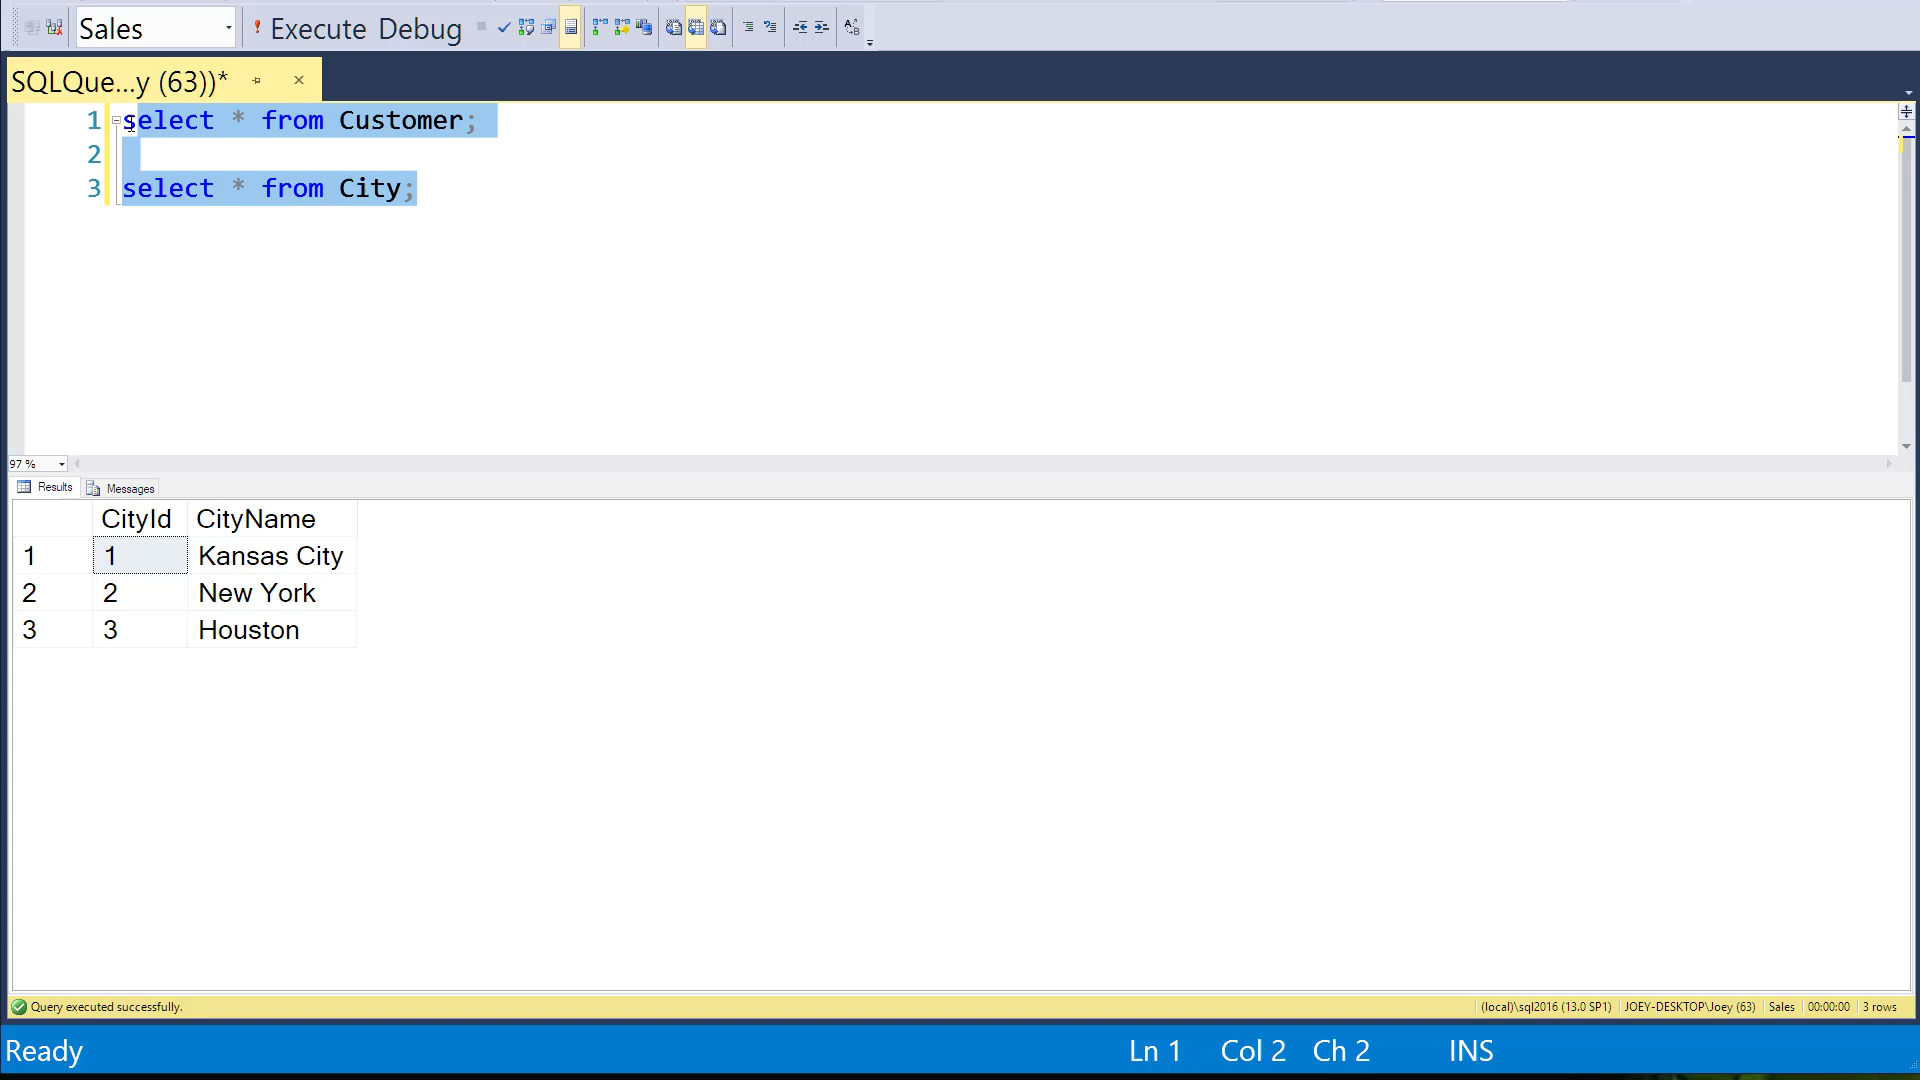 Sales Execute Debug
SQLQue...y (63))*
1 select * from Customer;
2
3 select * from City;
97 %
Results Messages
CityId CityName
1 1 Kansas City
2 2 New York
3 3 Houston
Query executed successfully. (local)\sql2016 (13.0 SP1) JOEY-DESKTOP\Joey (63) Sales 00:00:00 3 rows
Ready Ln 1 Col 2 Ch 2 INS